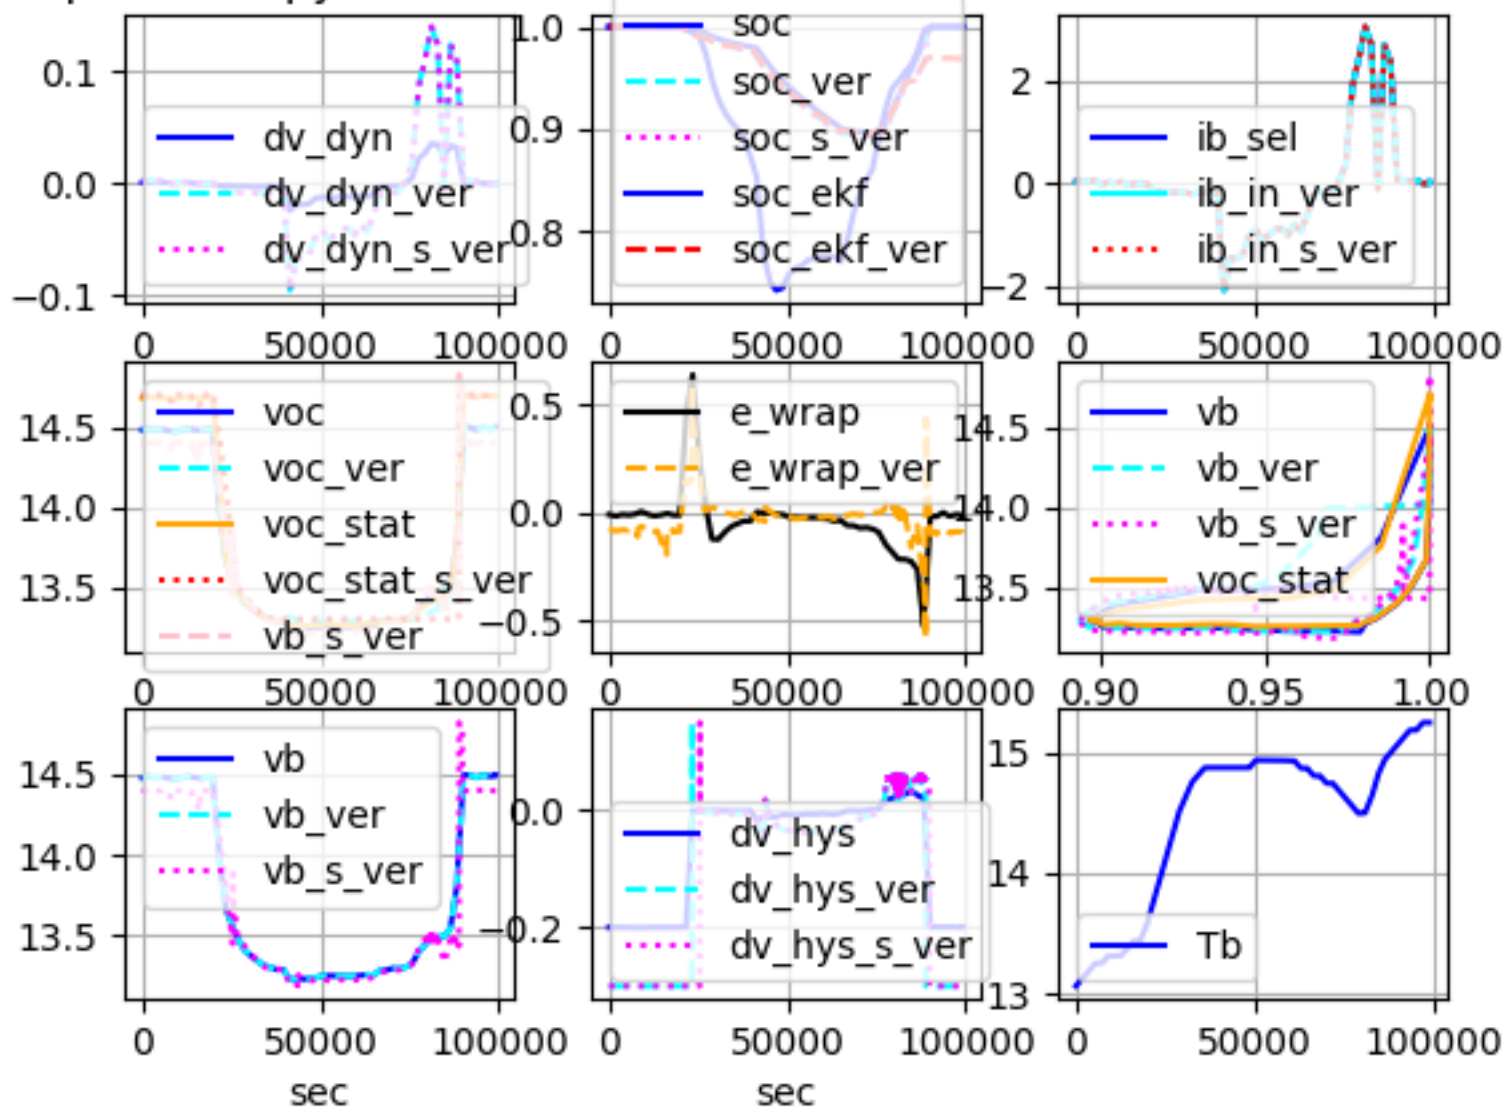 0.1
0.0
−0.1
dv_dyn
dv_dyn_ver
dv_dyn_s_ver
0
50000
100000
1.0
0.9
0.8
soc
soc_ver
soc_s_ver
soc_ekf
soc_ekf_ver
0
50000
100000
2
0
−2
ib_sel
ib_in_ver
ib_in_s_ver
0
50000
100000
14.5
14.0
13.5
voc
voc_ver
voc_stat
voc_stat_s_ver
vb_s_ver
0
50000
100000
0.5
0.0
−0.5
e_wrap
e_wrap_ver
0
50000
100000
14.5
14.0
13.5
vb
vb_ver
vb_s_ver
voc_stat
0.90
0.95
1.00
14.5
14.0
13.5
vb
vb_ver
vb_s_ver
0
50000
100000
sec
0.0
−0.2
dv_hys
dv_hys_ver
dv_hys_s_ver
0
50000
100000
sec
15
14
13
Tb
0
50000
100000